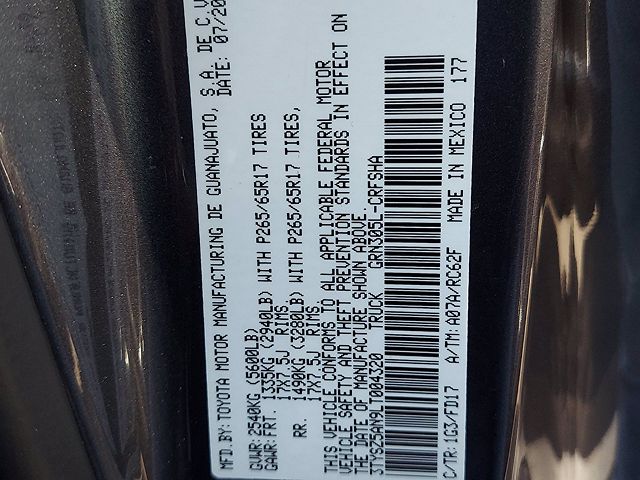 MFD.BY: TOYOTA MOTOR MANUFACTURING DE GUANAJUATO, S.A. DE C.V
DATE: 07/20
GVWR: 2540KG (5600LB)
GAWR: FRT. 1335KG (2940LB) WITH P265/65R17 TIRES
17X7.5J RIMS,
RR. 1490KG (3280LB) WITH P265/65R17 TIRES,
17X7.5J RIMS,
THIS VEHICLE CONFORMS TO ALL APPLICABLE FEDERAL MOTOR
VEHICLE SAFETY AND THEFT PREVENTION STANDARDS IN EFFECT ON
THE DATE OF MANUFACTURE SHOWN ABOVE.
3TYSZ5AN9LT004320 TRUCK GRN305L-CRFSHA
C/TR: 1G3/FD17 A/TM: A07A/RC62F MADE IN MEXICO 177